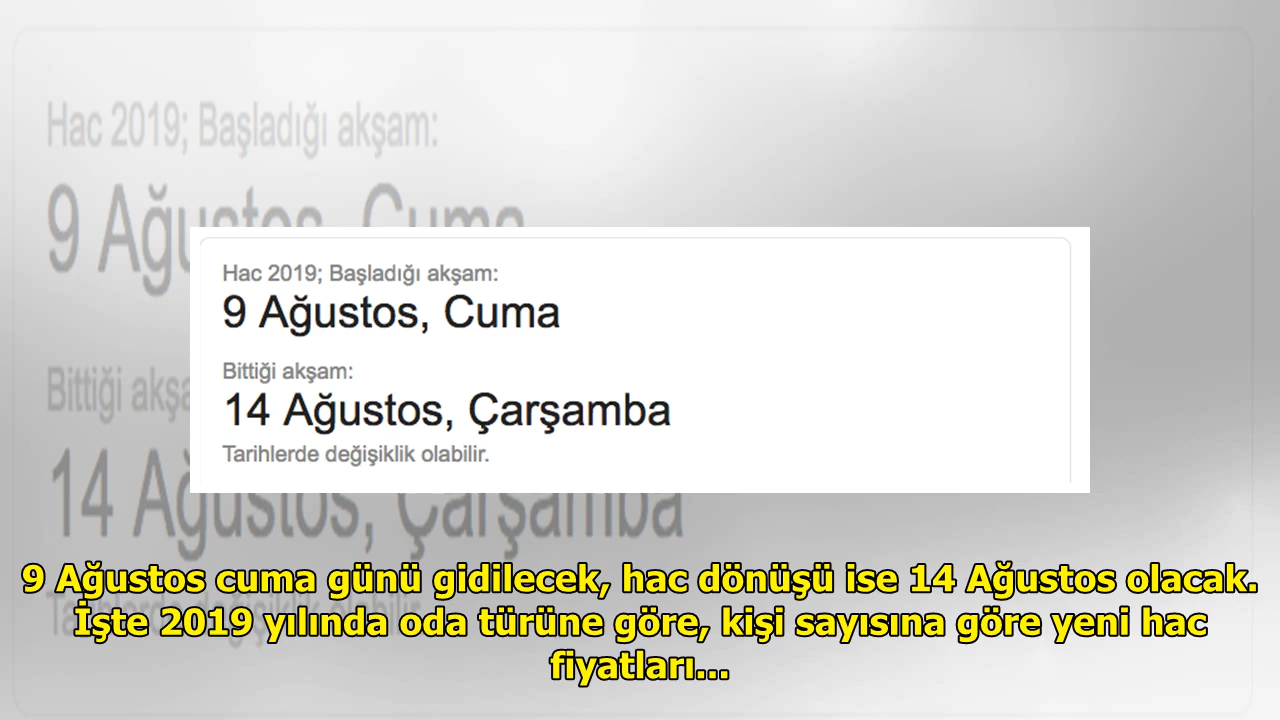 Hac 2019; Başladığı akşam:
9 Ağustos, Cuma
Bittiği akşam:
14 Ağustos, Çarşamba
Tarihlerde değişiklik olabilir.
9 Ağustos cuma günü gidilecek, hac dönüşü ise 14 Ağustos olacak.
İşte 2019 yılında oda türüne göre, kişi sayısına göre yeni hac
fiyatları...